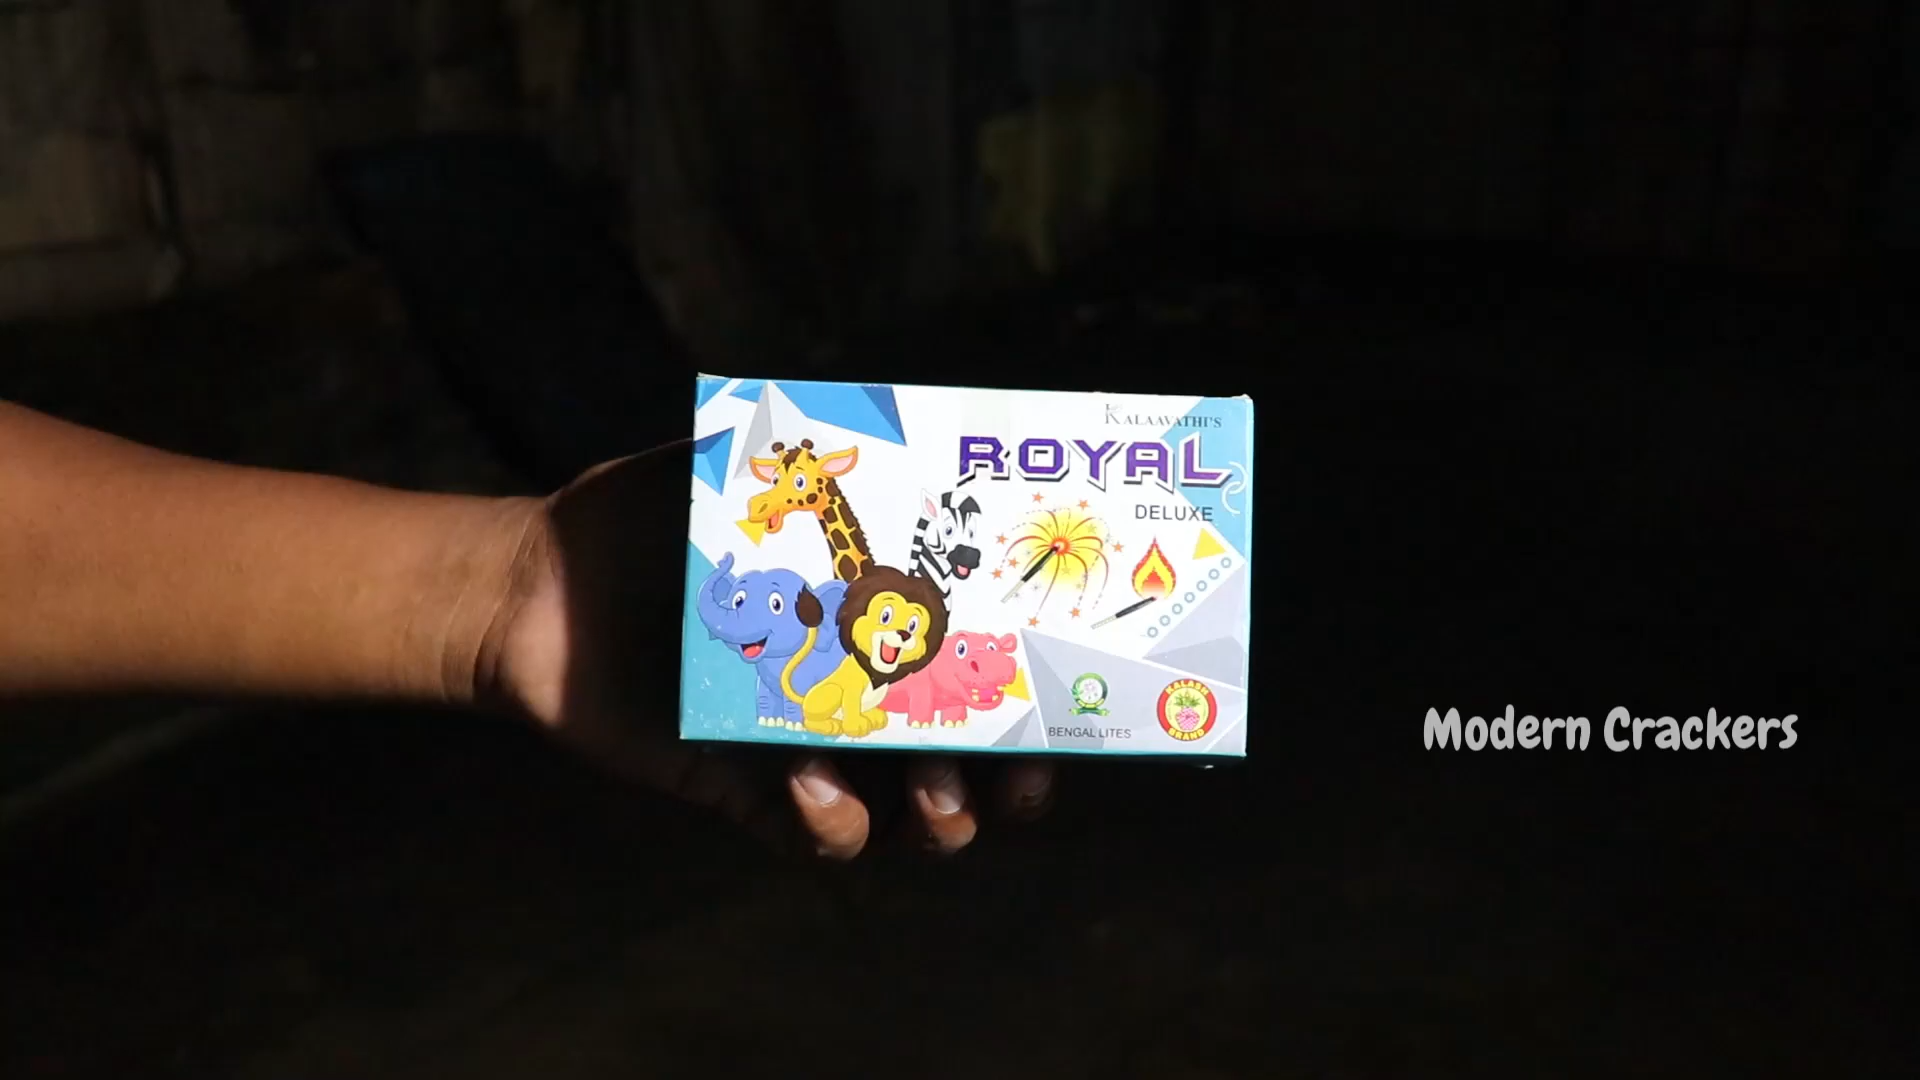 KALAAVATHI'S
ROYAL
DELUXE
BENGAL LITES
KALASH
BRAND
Modern Crackers